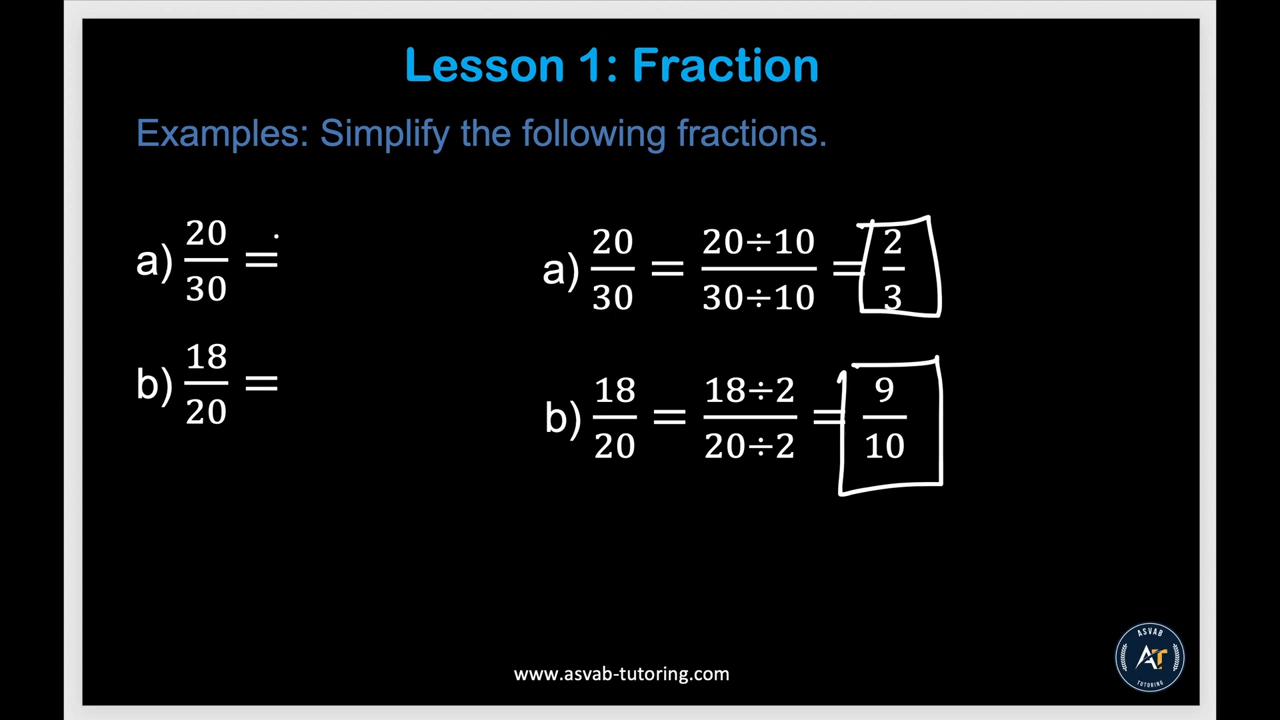 Lesson 1: Fraction
Examples: Simplify the following fractions.
a) 20/30 =
b) 18/20 =
a) 20/30 = 20÷10/30÷10 = 2/3
b) 18/20 = 18÷2/20÷2 = 9/10
www.asvab-tutoring.com
ASVAB
AT
TUTORING